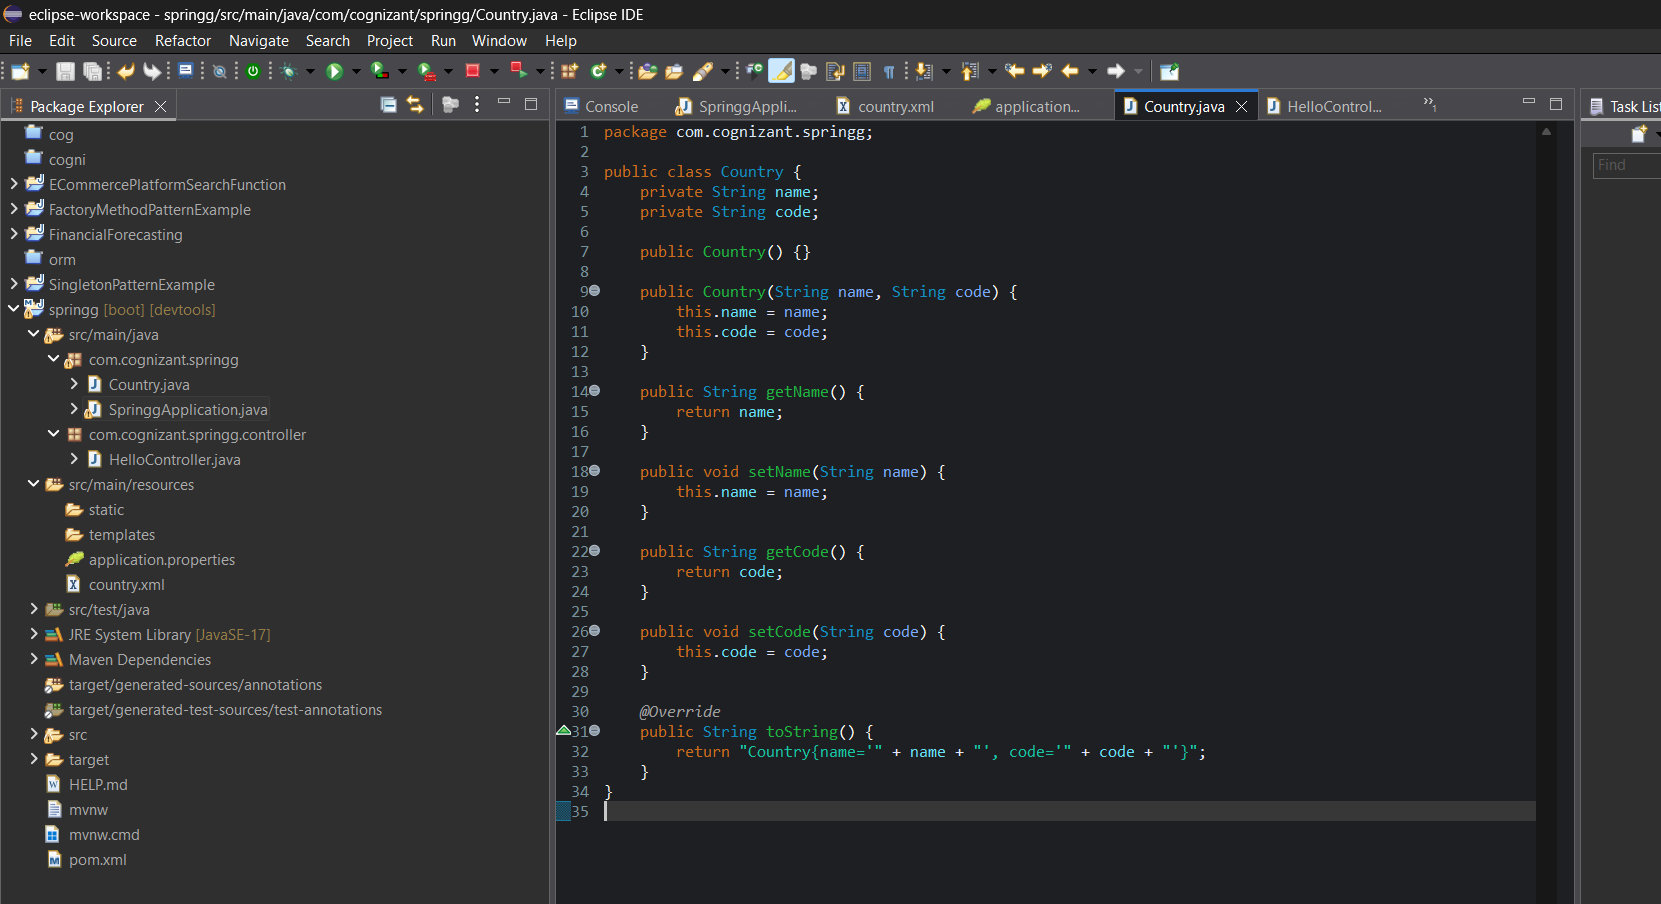 eclipse-workspace - springg/src/main/java/com/cognizant/springg/Country.java - Eclipse IDE
File Edit Source Refactor Navigate Search Project Run Window Help
Package Explorer
cog
cogni
ECommercePlatformSearchFunction
FactoryMethodPatternExample
FinancialForecasting
orm
SingletonPatternExample
springg [boot] [devtools]
src/main/java
com.cognizant.springg
Country.java
SpringgApplication.java
com.cognizant.springg.controller
HelloController.java
src/main/resources
static
templates
application.properties
country.xml
src/test/java
JRE System Library [JavaSE-17]
Maven Dependencies
target/generated-sources/annotations
target/generated-test-sources/test-annotations
src
target
HELP.md
mvnw
mvnw.cmd
pom.xml
Console SpringgAppli... country.xml application... Country.java HelloControl... »1
1 package com.cognizant.springg;
2
3 public class Country {
4     private String name;
5     private String code;
6
7     public Country() {}
8
9     public Country(String name, String code) {
10         this.name = name;
11         this.code = code;
12     }
13
14     public String getName() {
15         return name;
16     }
17
18     public void setName(String name) {
19         this.name = name;
20     }
21
22     public String getCode() {
23         return code;
24     }
25
26     public void setCode(String code) {
27         this.code = code;
28     }
29
30     @Override
31     public String toString() {
32         return "Country{name='" + name + "', code='" + code + "'}";
33     }
34 }
35
Task List
Find